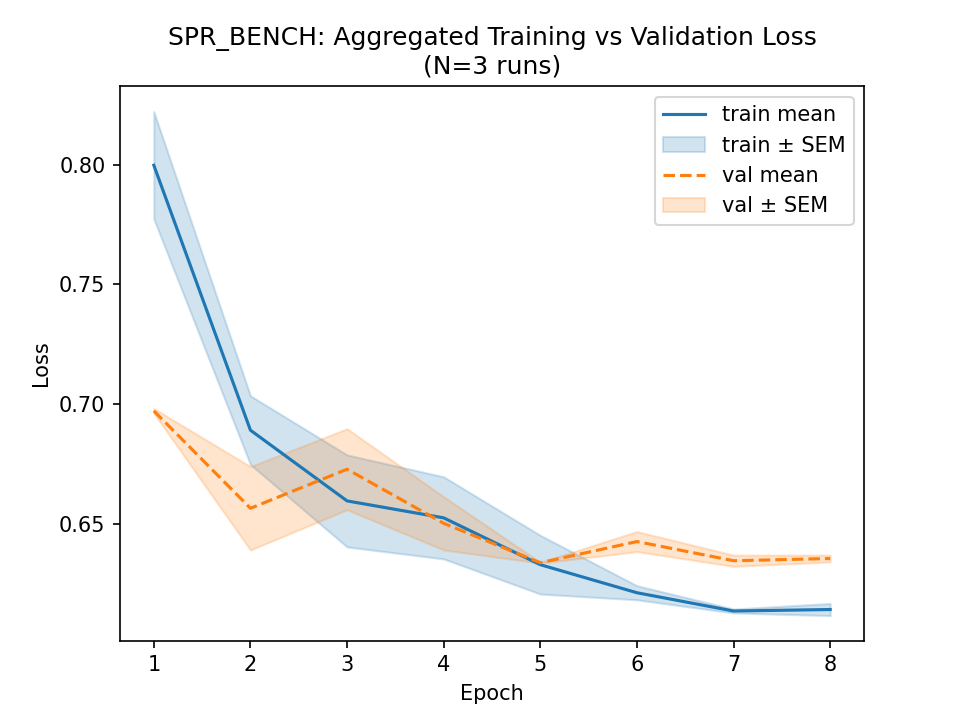 SPR_BENCH: Aggregated Training vs Validation Loss
(N=3 runs)
train mean
train ± SEM
val mean
val ± SEM
0.80
0.75
0.70
0.65
Loss
1 2 3 4 5 6 7 8
Epoch